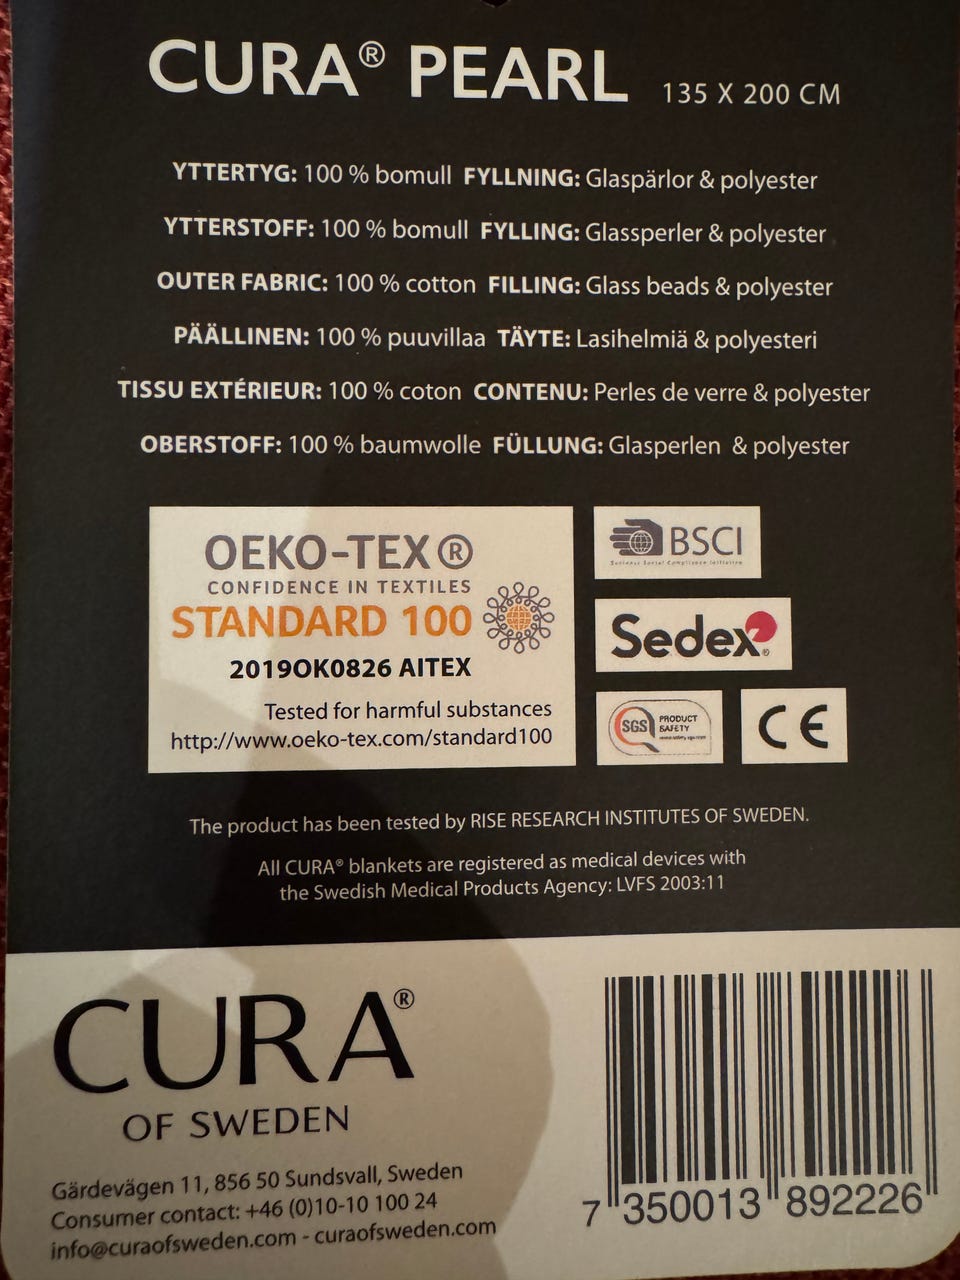 CURA® PEARL 135 X 200 CM
YTTERTYG: 100 % bomull FYLLNING: Glaspärlor & polyester
YTTERSTOFF: 100 % bomull FYLLING: Glassperler & polyester
OUTER FABRIC: 100 % cotton FILLING: Glass beads & polyester
PÄÄLLINEN: 100 % puuvillaa TÄYTE: Lasihelmiä & polyesteri
TISSU EXTÉRIEUR: 100 % coton CONTENU: Perles de verre & polyester
OBERSTOFF: 100 % baumwolle FÜLLUNG: Glasperlen & polyester
OEKO-TEX®
CONFIDENCE IN TEXTILES
STANDARD 100
2019OK0826 AITEX
Tested for harmful substances
http://www.oeko-tex.com/standard100
BSCI
Business Social Compliance Initiative
Sedex®
SGS PRODUCT
SAFETY
CE
The product has been tested by RISE RESEARCH INSTITUTES OF SWEDEN.
All CURA® blankets are registered as medical devices with
the Swedish Medical Products Agency: LVFS 2003:11
CURA®
OF SWEDEN
Gärdevägen 11, 856 50 Sundsvall, Sweden
Consumer contact: +46 (0)10-10 100 24
info@curaofsweden.com - curaofsweden.com
7 350013 892226